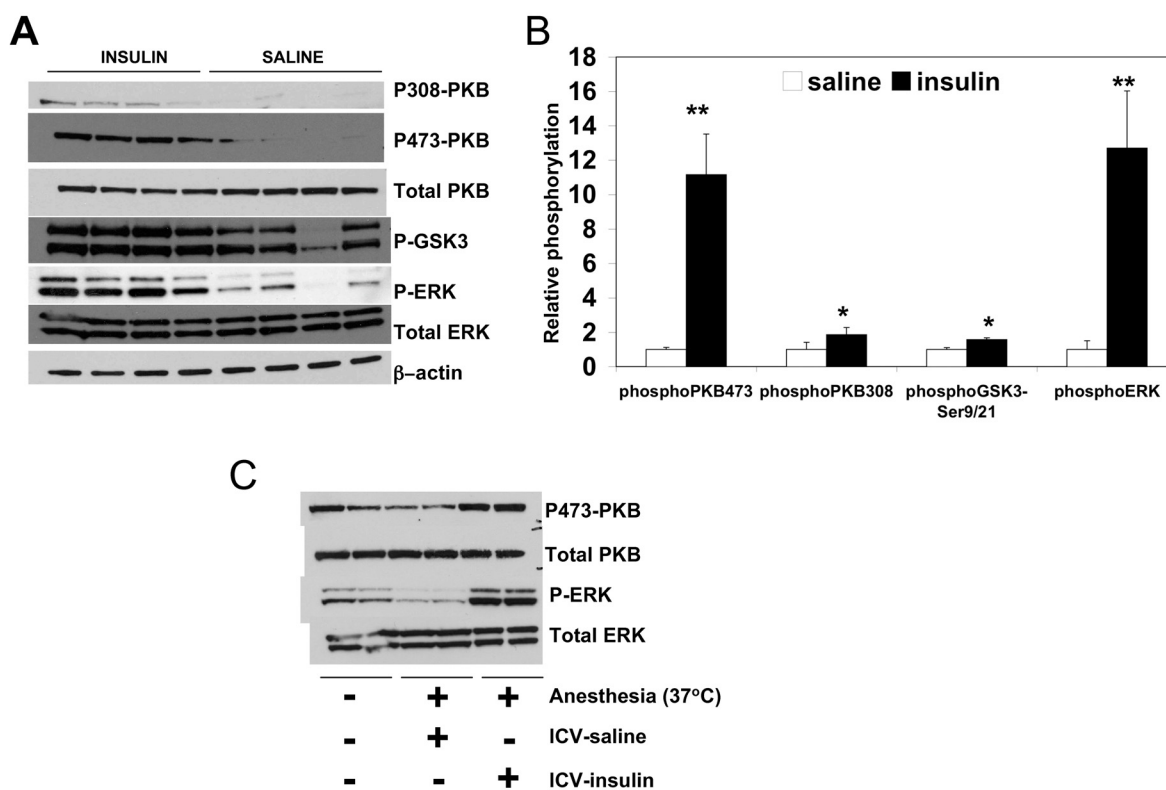 A
INSULIN SALINE
P308-PKB
P473-PKB
Total PKB
P-GSK3
P-ERK
Total ERK
β–actin
B
18
16
14
12
10
8
6
4
2
0
Relative phosphorylation
saline insulin
** * * **
phosphoPKB473 phosphoPKB308 phosphoGSK3- phosphoERK
Ser9/21
C
P473-PKB
Total PKB
P-ERK
Total ERK
- + + Anesthesia (37°C)
- + - ICV-saline
- - + ICV-insulin